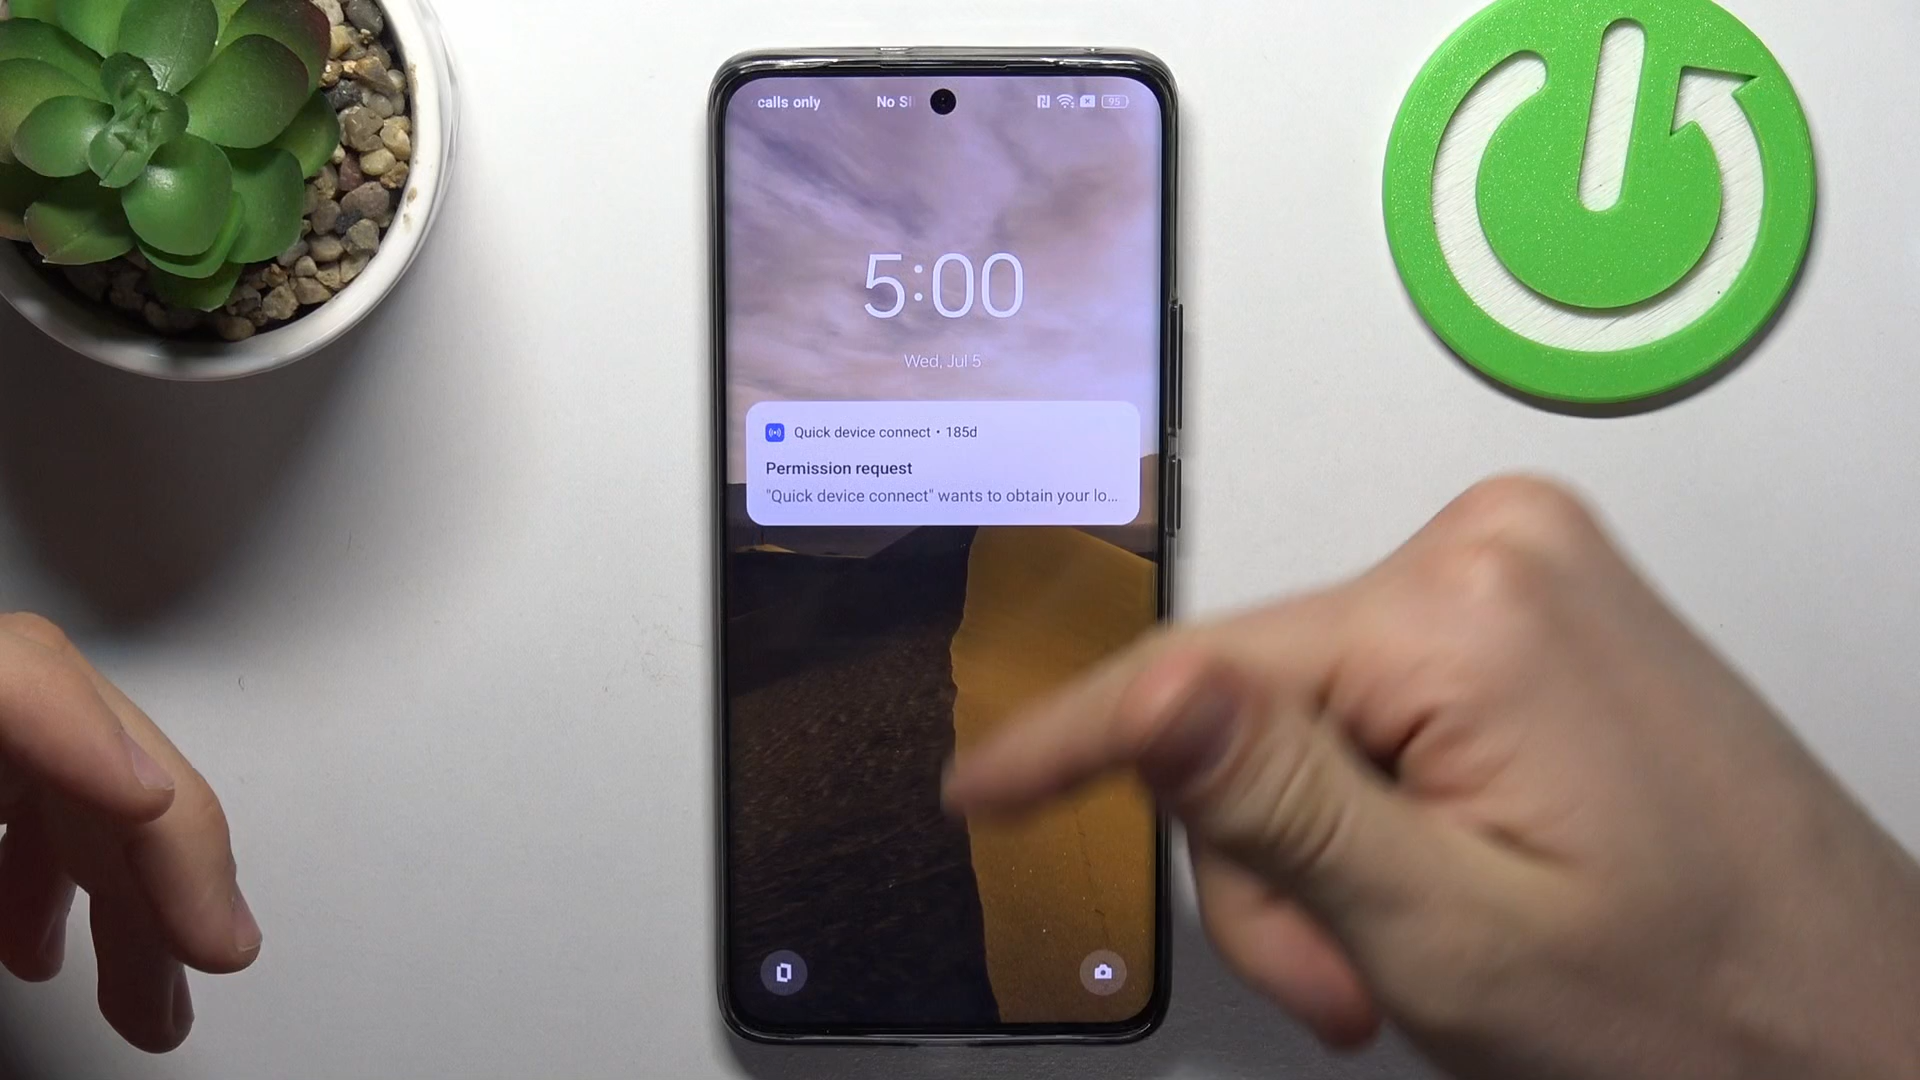 calls only No SI 95
5:00
Wed, Jul 5
Quick device connect • 185d
Permission request
"Quick device connect" wants to obtain your lo...